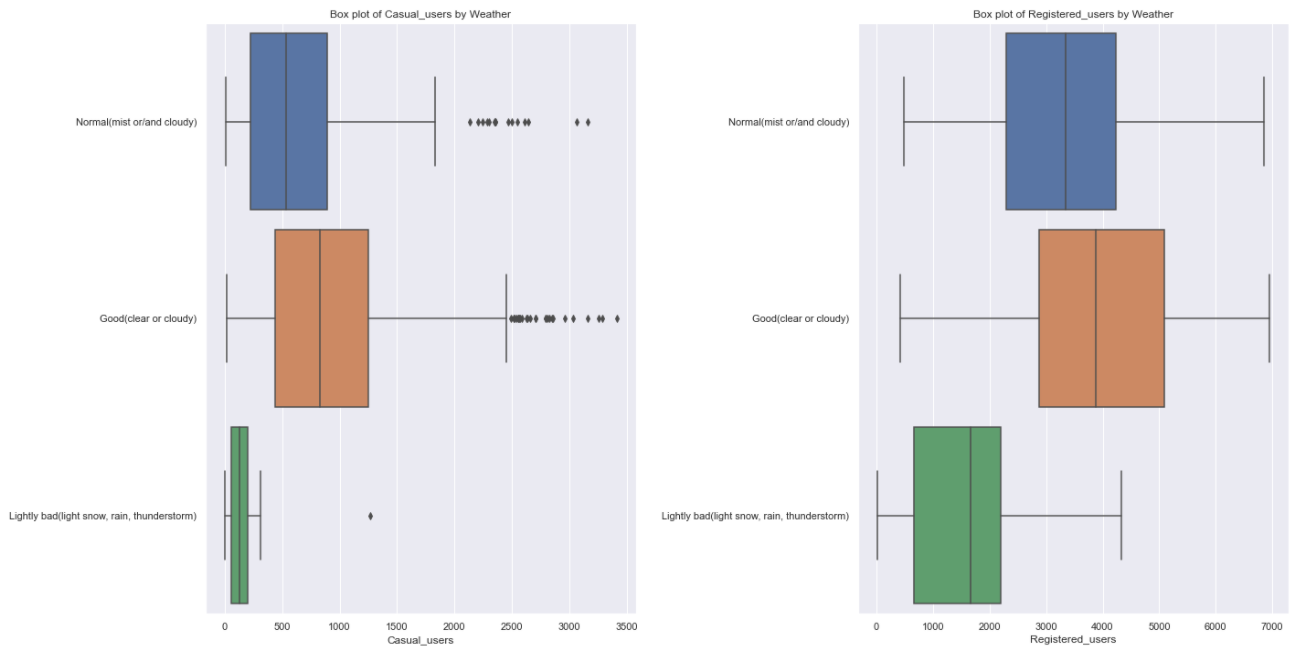 Box plot of Casual_users by Weather
Normal(mist or/and cloudy)
Good(clear or cloudy)
Lightly bad(light snow, rain, thunderstorm)
0 500 1000 1500 2000 2500 3000 3500
Casual_users
Box plot of Registered_users by Weather
Normal(mist or/and cloudy)
Good(clear or cloudy)
Lightly bad(light snow, rain, thunderstorm)
0 1000 2000 3000 4000 5000 6000 7000
Registered_users